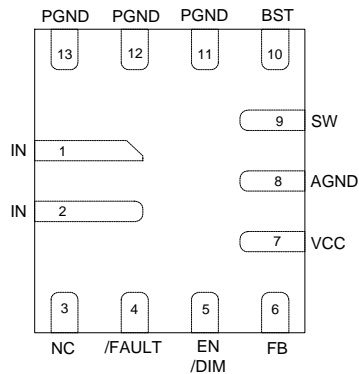 PGND PGND PGND BST
13 12 11 10
9 SW
IN 1
8 AGND
IN 2
7 VCC
3 4 5 6
NC /FAULT EN FB
/DIM